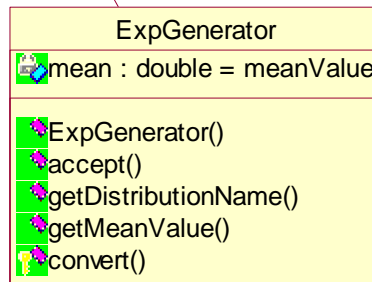 ExpGenerator
mean : double = meanValue
ExpGenerator()
accept()
getDistributionName()
getMeanValue()
convert()